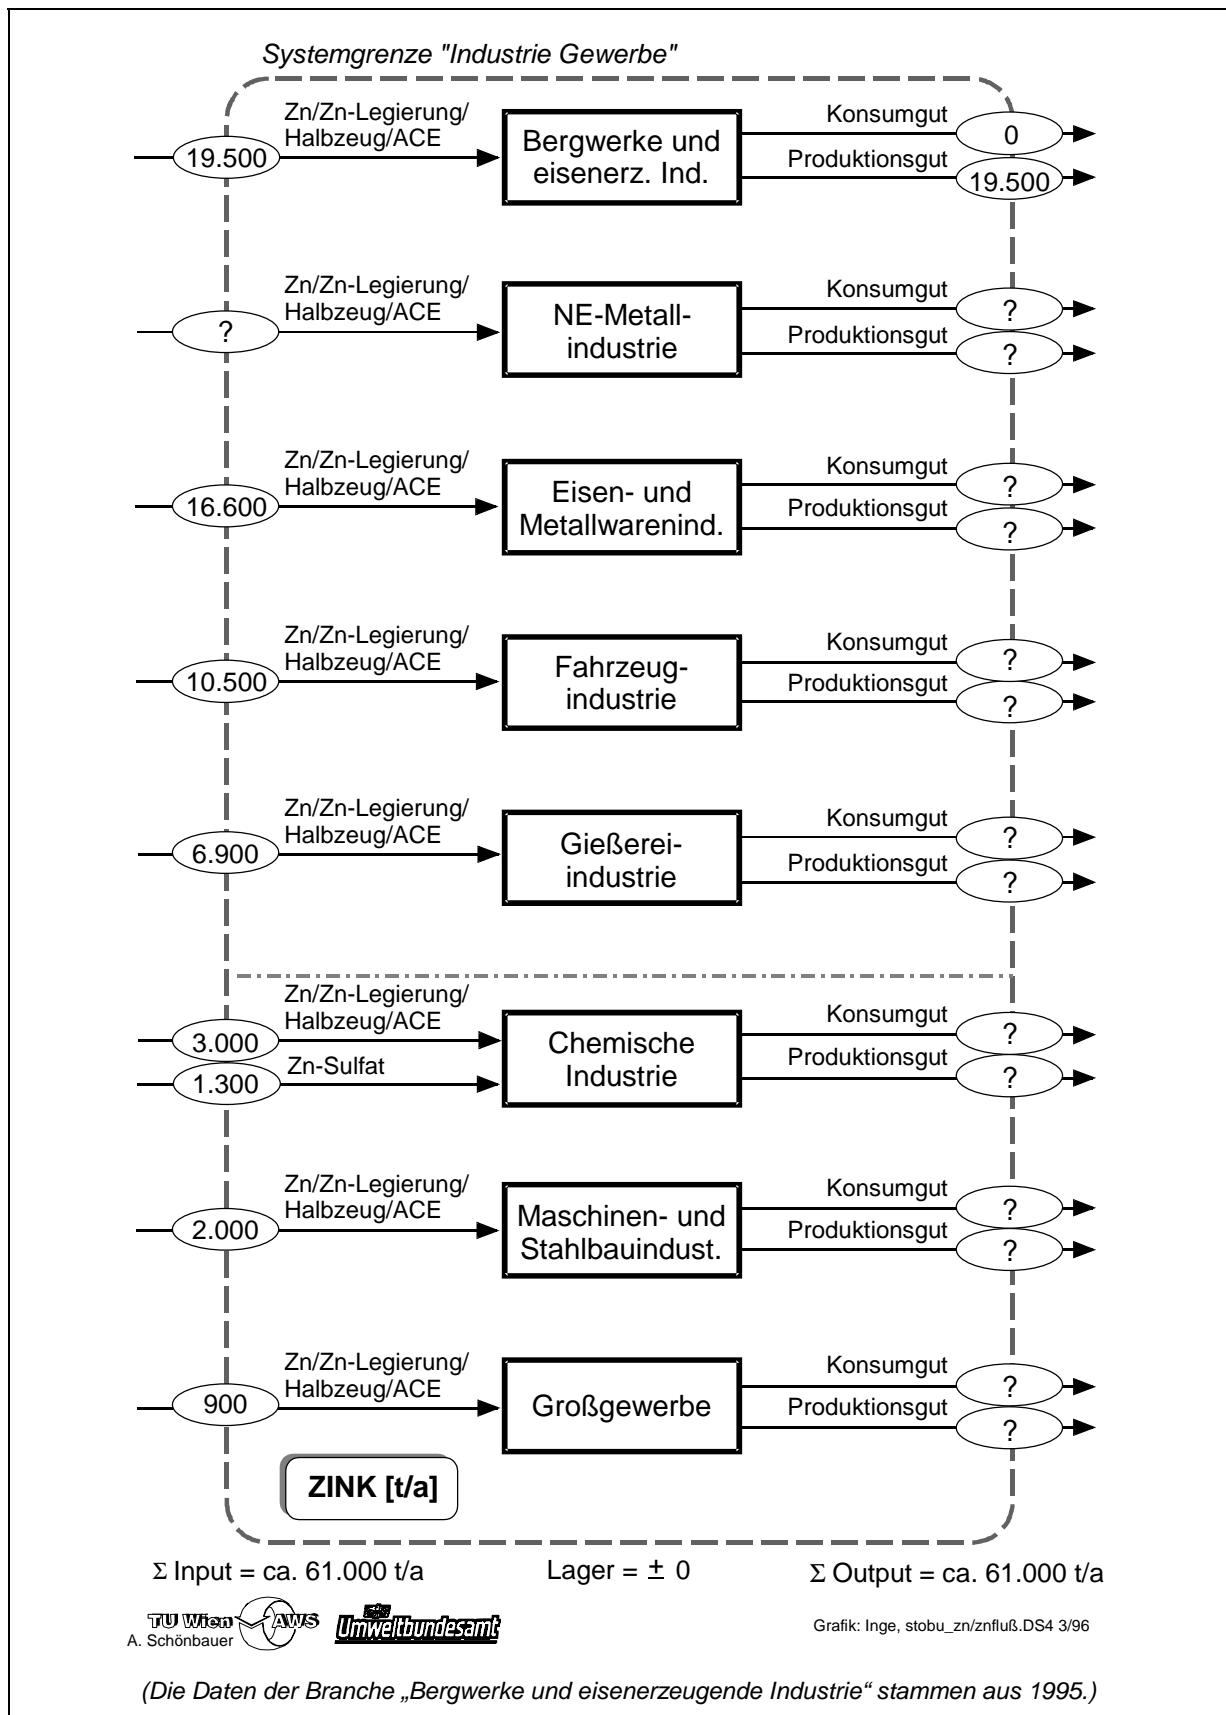 Systemgrenze "Industrie Gewerbe"
Zn/Zn-Legierung/
Halbzeug/ACE
19.500
Bergwerke und
eisenerz. Ind.
Konsumgut
0
Produktionsgut
19.500
Zn/Zn-Legierung/
Halbzeug/ACE
?
NE-Metall-
industrie
Konsumgut
?
Produktionsgut
?
Zn/Zn-Legierung/
Halbzeug/ACE
16.600
Eisen- und
Metallwarenind.
Konsumgut
?
Produktionsgut
?
Zn/Zn-Legierung/
Halbzeug/ACE
10.500
Fahrzeug-
industrie
Konsumgut
?
Produktionsgut
?
Zn/Zn-Legierung/
Halbzeug/ACE
6.900
Gießerei-
industrie
Konsumgut
?
Produktionsgut
?
Zn/Zn-Legierung/
Halbzeug/ACE
3.000
Zn-Sulfat
1.300
Chemische
Industrie
Konsumgut
?
Produktionsgut
?
Zn/Zn-Legierung/
Halbzeug/ACE
2.000
Maschinen- und
Stahlbauindust.
Konsumgut
?
Produktionsgut
?
Zn/Zn-Legierung/
Halbzeug/ACE
900
Großgewerbe
Konsumgut
?
Produktionsgut
?
ZINK [t/a]
Σ Input = ca. 61.000 t/a
Lager = ± 0
Σ Output = ca. 61.000 t/a
TU Wien AWS
A. Schönbauer
Umweltbundesamt
Grafik: Inge, stobu_zn/znfluß.DS4 3/96
(Die Daten der Branche „Bergwerke und eisenerzeugende Industrie“ stammen aus 1995.)